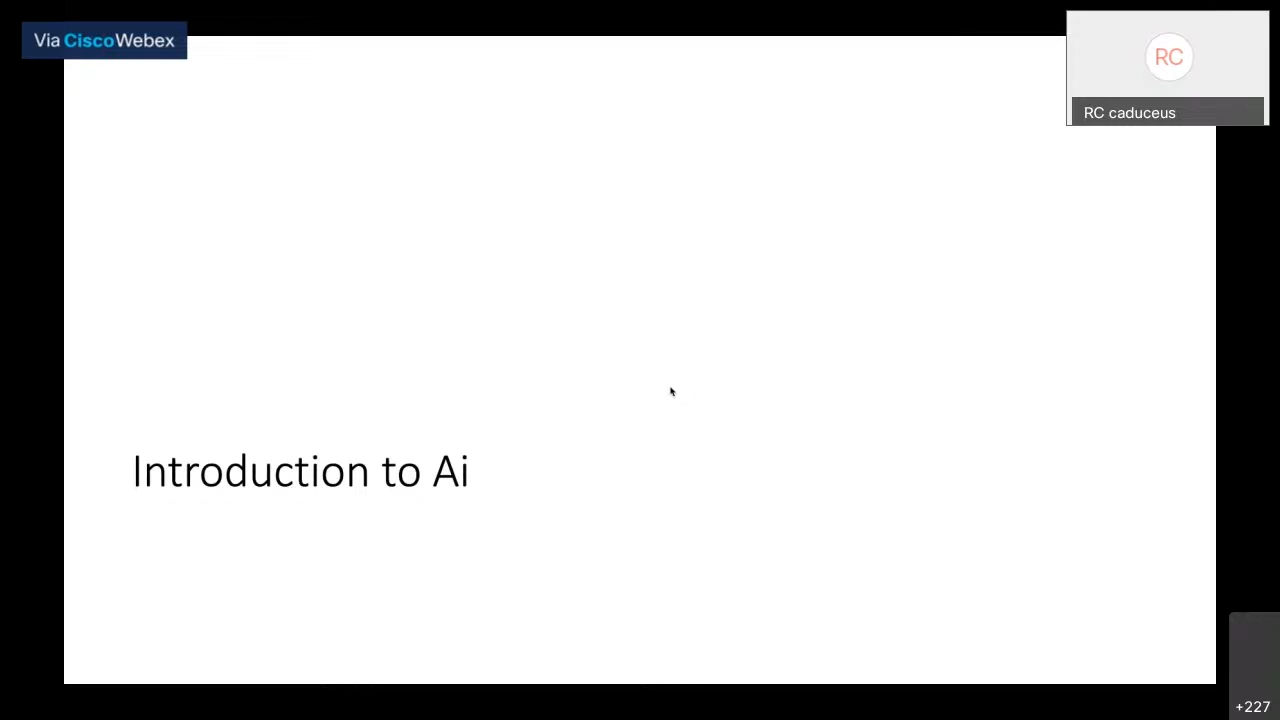 Via CiscoWebex
RC
RC caduceus
Introduction to Ai
+227